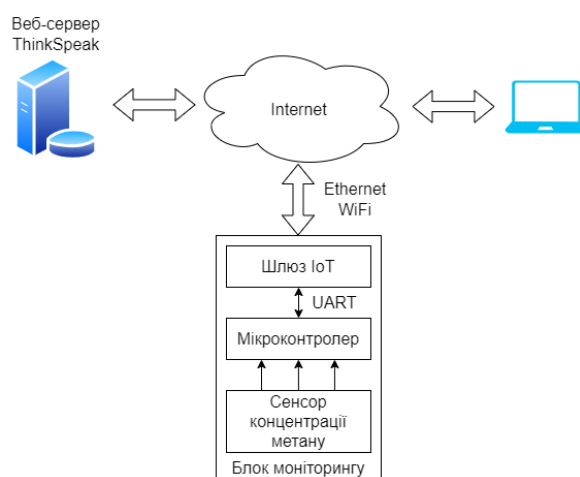 Веб-сервер
ThinkSpeak
Internet
Ethernet
WiFi
Шлюз IoT
UART
Мікроконтролер
Сенсор
концентрації
метану
Блок моніторингу